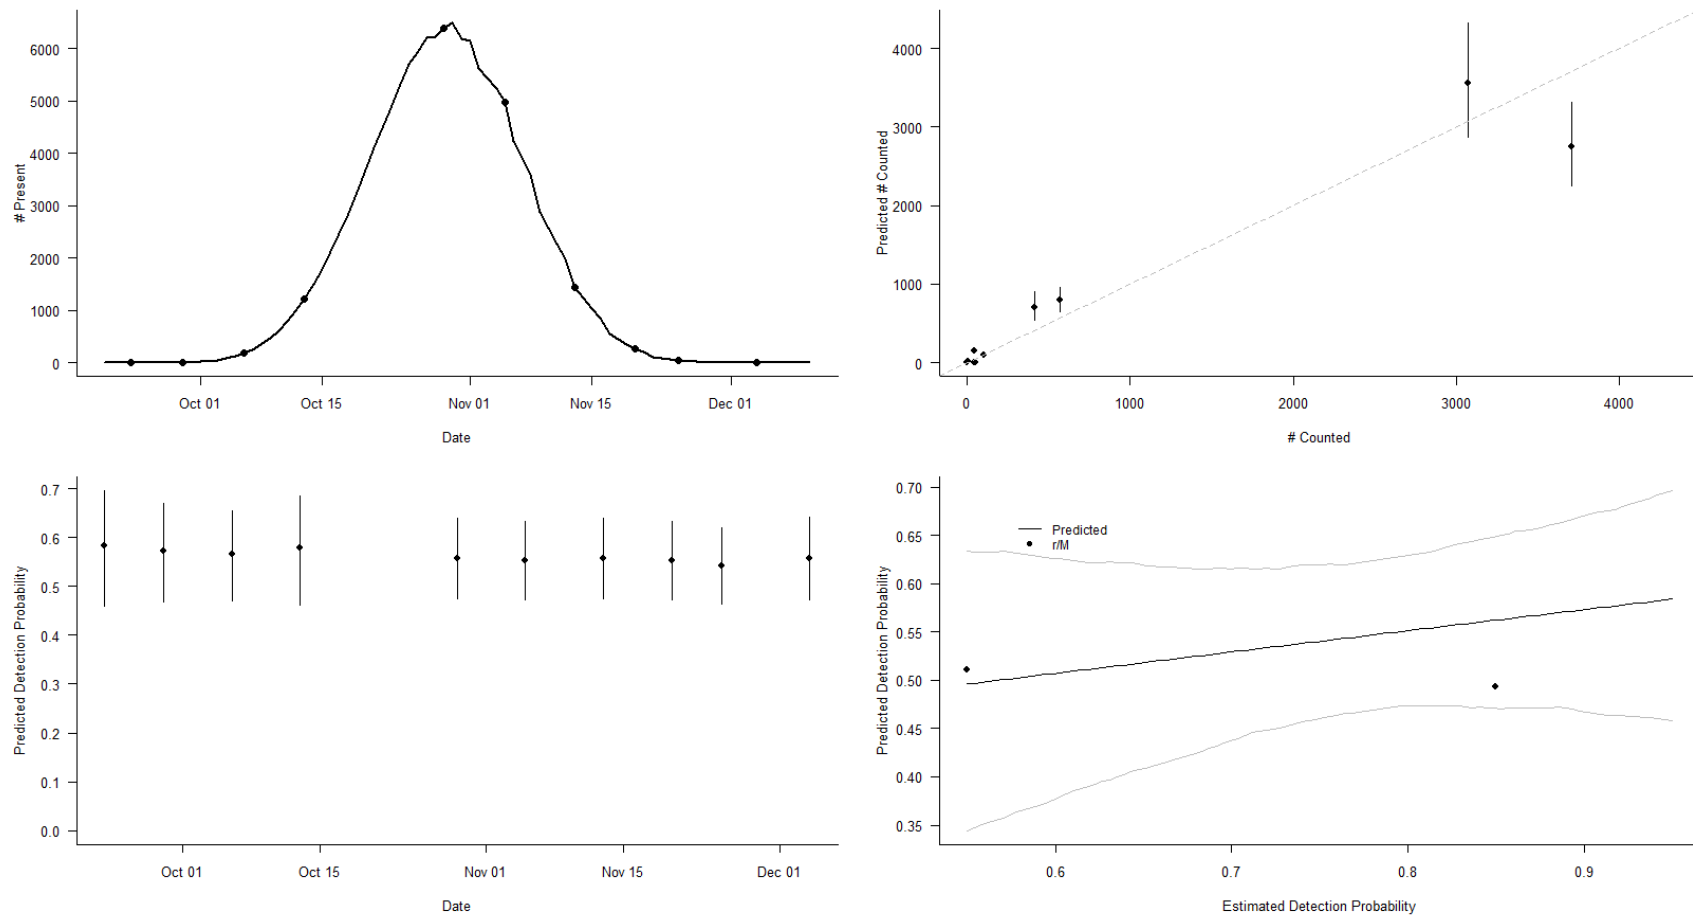 # Present
6000
5000
4000
3000
2000
1000
0
Oct 01 Oct 15 Nov 01 Nov 15 Dec 01
Date
Predicted # Counted
4000
3000
2000
1000
0
0 1000 2000 3000 4000
# Counted
Predicted Detection Probability
0.7
0.6
0.5
0.4
0.3
0.2
0.1
0.0
Oct 01 Oct 15 Nov 01 Nov 15 Dec 01
Date
Predicted Detection Probability
0.70
0.65
0.60
0.55
0.50
0.45
0.40
0.35
Predicted
r/M
0.6 0.7 0.8 0.9
Estimated Detection Probability